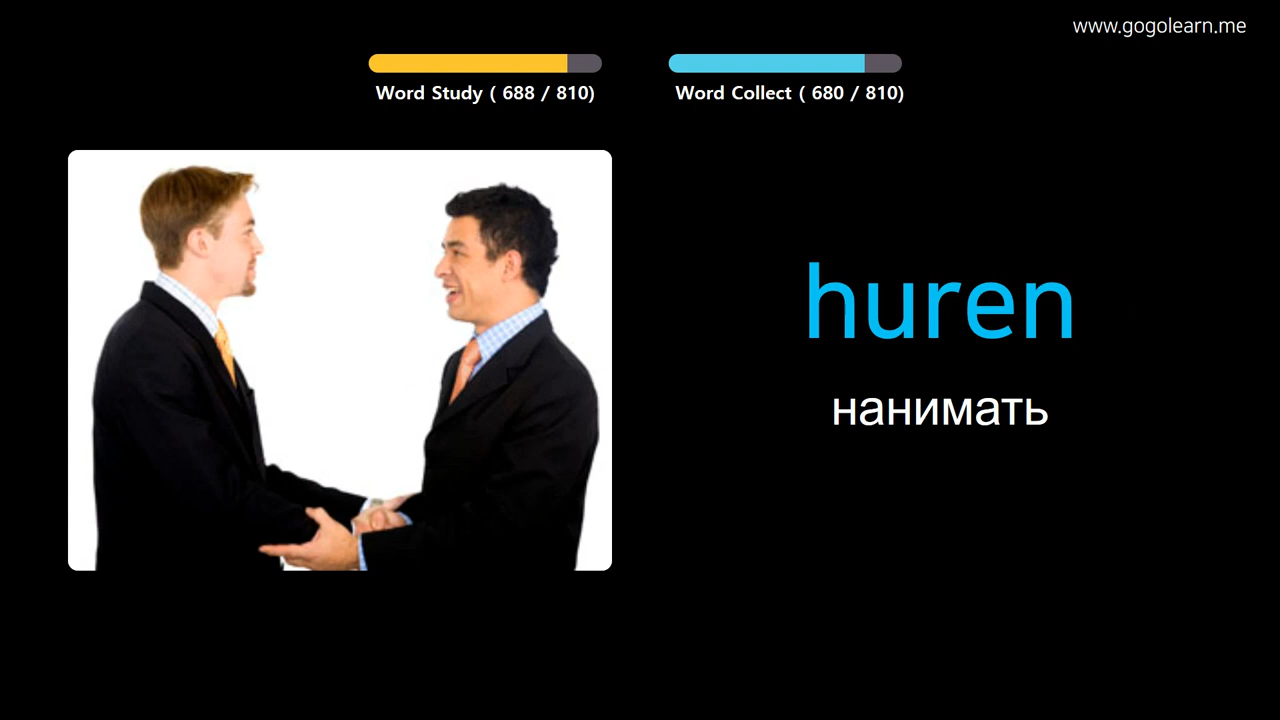 www.gogolearn.me
Word Study ( 688 / 810)
Word Collect ( 680 / 810)
huren
нанимать